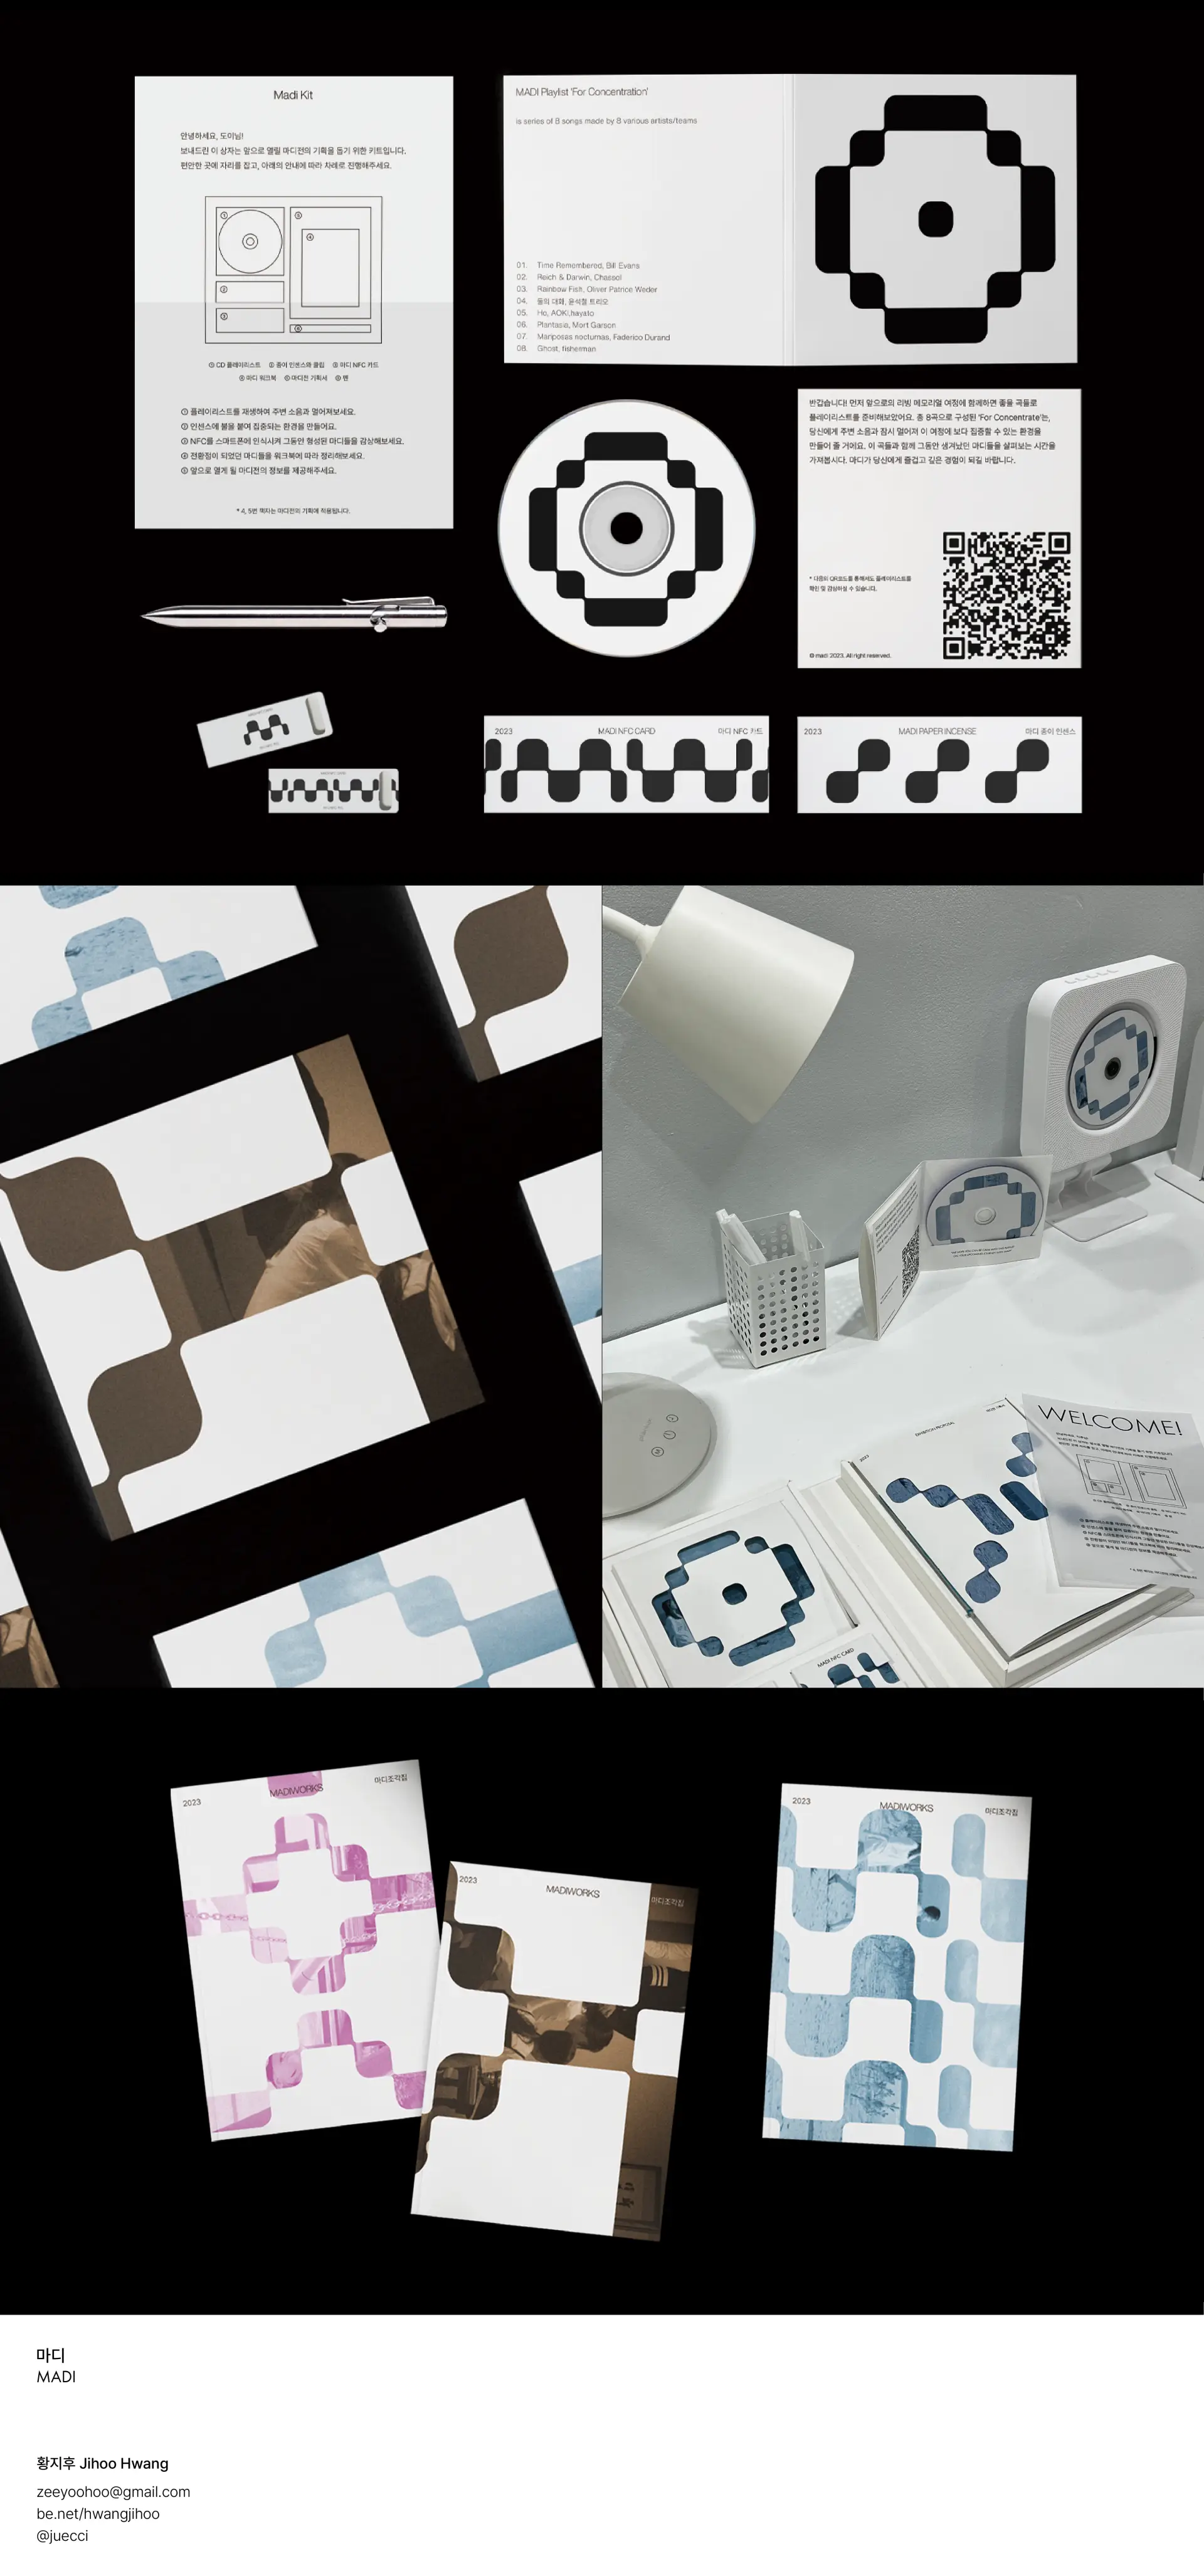 Madi Kit
안녕하세요, 도미님!
보내드린 이 상자는 앞으로 열릴 마디전의 기획을 돕기 위한 키트입니다.
편안한 곳에 자리를 잡고, 아래의 안내에 따라 차례로 진행해주세요.
① CD 플레이리스트 ② 종이 인센스와 클립 ③ 마디 NFC 카드
④ 마디 워크북 ⑤ 마디전 기획서 ⑥ 펜
① 플레이리스트를 재생하여 주변 소음과 멀어져보세요.
② 인센스에 불을 붙여 집중되는 환경을 만들어요.
③ NFC를 스마트폰에 인식시켜 그동안 형성된 마디들을 감상해보세요.
④ 전환점이 되었던 마디들을 워크북에 따라 정리해보세요.
⑤ 앞으로 열게 될 마디전의 정보를 제공해주세요.
* 4, 5번 책자는 마디전의 기획에 적용됩니다.
MADI Playlist 'For Concentration'
is series of 8 songs made by 8 various artists/teams
01. Time Remembered, Bill Evans
02. Reich & Darwin, Chassol
03. Rainbow Fish, Oliver Patrice Weder
04. 둘의 대화, 윤석철 트리오
05. Ho, AOKI,hayato
06. Plantasia, Mort Garson
07. Mariposas nocturnas, Federico Durand
08. Ghost, fisherman
반갑습니다! 먼저 앞으로의 리빙 메모리얼 여정에 함께하면 좋을 곡들로
플레이리스트를 준비해보았어요. 총 8곡으로 구성된 'For Concentrate'는,
당신에게 주변 소음과 잠시 멀어져 이 여정에 보다 집중할 수 있는 환경을
만들어 줄 거에요. 이 곡들과 함께 그동안 생겨났던 마디들을 살펴보는 시간을
가져봅시다. 마디가 당신에게 즐겁고 깊은 경험이 되길 바랍니다.
* 다음의 QR코드를 통해서도 플레이리스트를
확인 및 감상하실 수 있습니다.
© madi 2023. All right reserved.
2023 MADI NFC CARD 마디 NFC 카드
2023 MADI PAPER INCENSE 마디 종이 인센스
WELCOME!
2023 EXHIBITION PROPOSAL
MADI NFC CARD
2023 MADIWORKS 마디조각집
2023 MADIWORKS 마디조각집
2023 MADIWORKS 마디조각집
마디
MADI
황지후 Jihoo Hwang
zeeyoohoo@gmail.com
be.net/hwangjihoo
@juecci